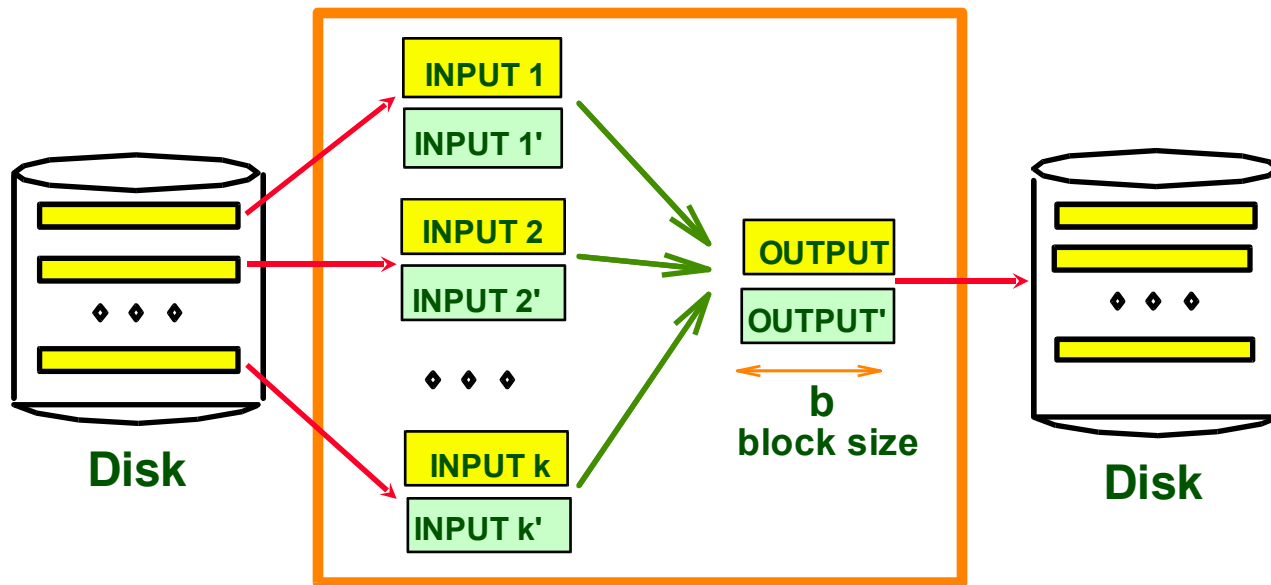 INPUT 1
INPUT 1'
INPUT 2
INPUT 2'
INPUT k
INPUT k'
OUTPUT
OUTPUT'
b
block size
Disk
Disk